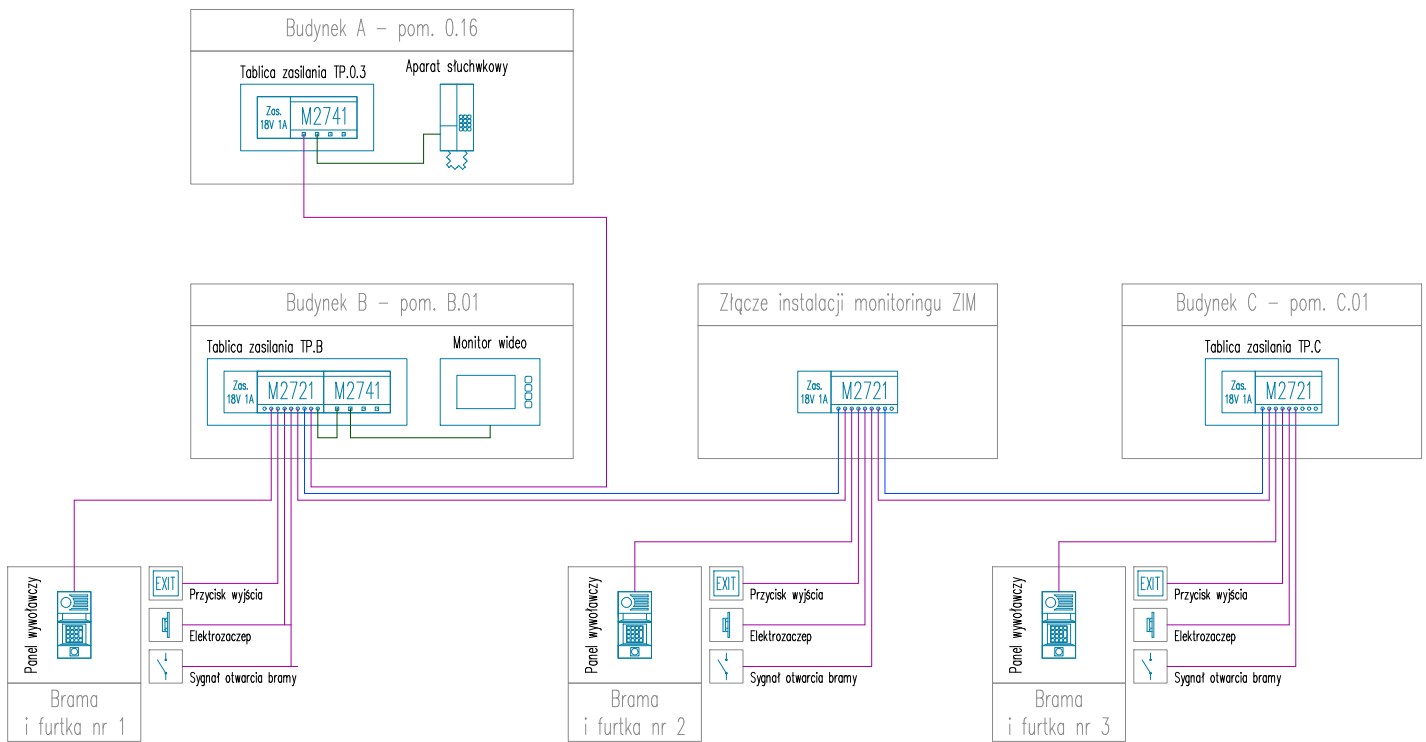 Budynek A - pom. 0.16
Tablica zasilania TP.0.3
Aparat słuchwkowy
Zas.
18V 1A
M2741
Budynek B - pom. B.01
Tablica zasilania TP.B
Monitor wideo
Zas.
18V 1A
M2721
M2741
Złącze instalacji monitoringu ZIM
Zas.
18V 1A
M2721
Budynek C - pom. C.01
Tablica zasilania TP.C
Zas.
18V 1A
M2721
Panel wywoławczy
EXIT
Przycisk wyjścia
Elektrozaczep
Sygnał otwarcia bramy
Brama
i furtka nr 1
Panel wywoławczy
EXIT
Przycisk wyjścia
Elektrozaczep
Sygnał otwarcia bramy
Brama
i furtka nr 2
Panel wywoławczy
EXIT
Przycisk wyjścia
Elektrozaczep
Sygnał otwarcia bramy
Brama
i furtka nr 3